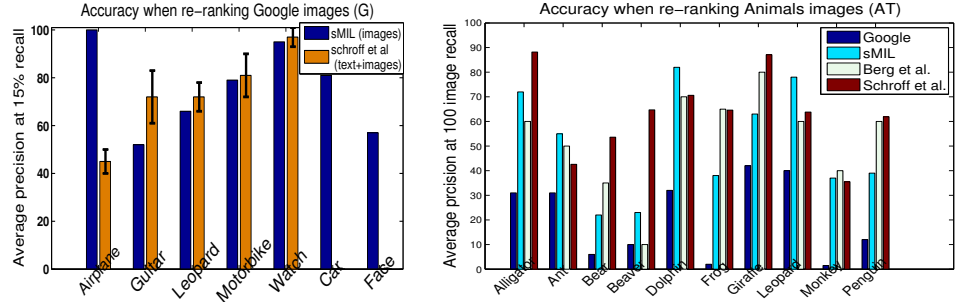 Accuracy when re-ranking Google images (G)
Average precision at 15% recall
100
80
60
40
20
0
sMIL (images)
schroff et al
(text+images)
Airplane
Guitar
Leopard
Motorbike
Watch
Car
Face
Accuracy when re-ranking Animals images (AT)
Average prcision at 100 image recall
100
90
80
70
60
50
40
30
20
10
0
Google
sMIL
Berg et al.
Schroff et al.
Alligator
Ant
Bear
Beaver
Dolphin
Frog
Giraffe
Leopard
Monkey
Penguin